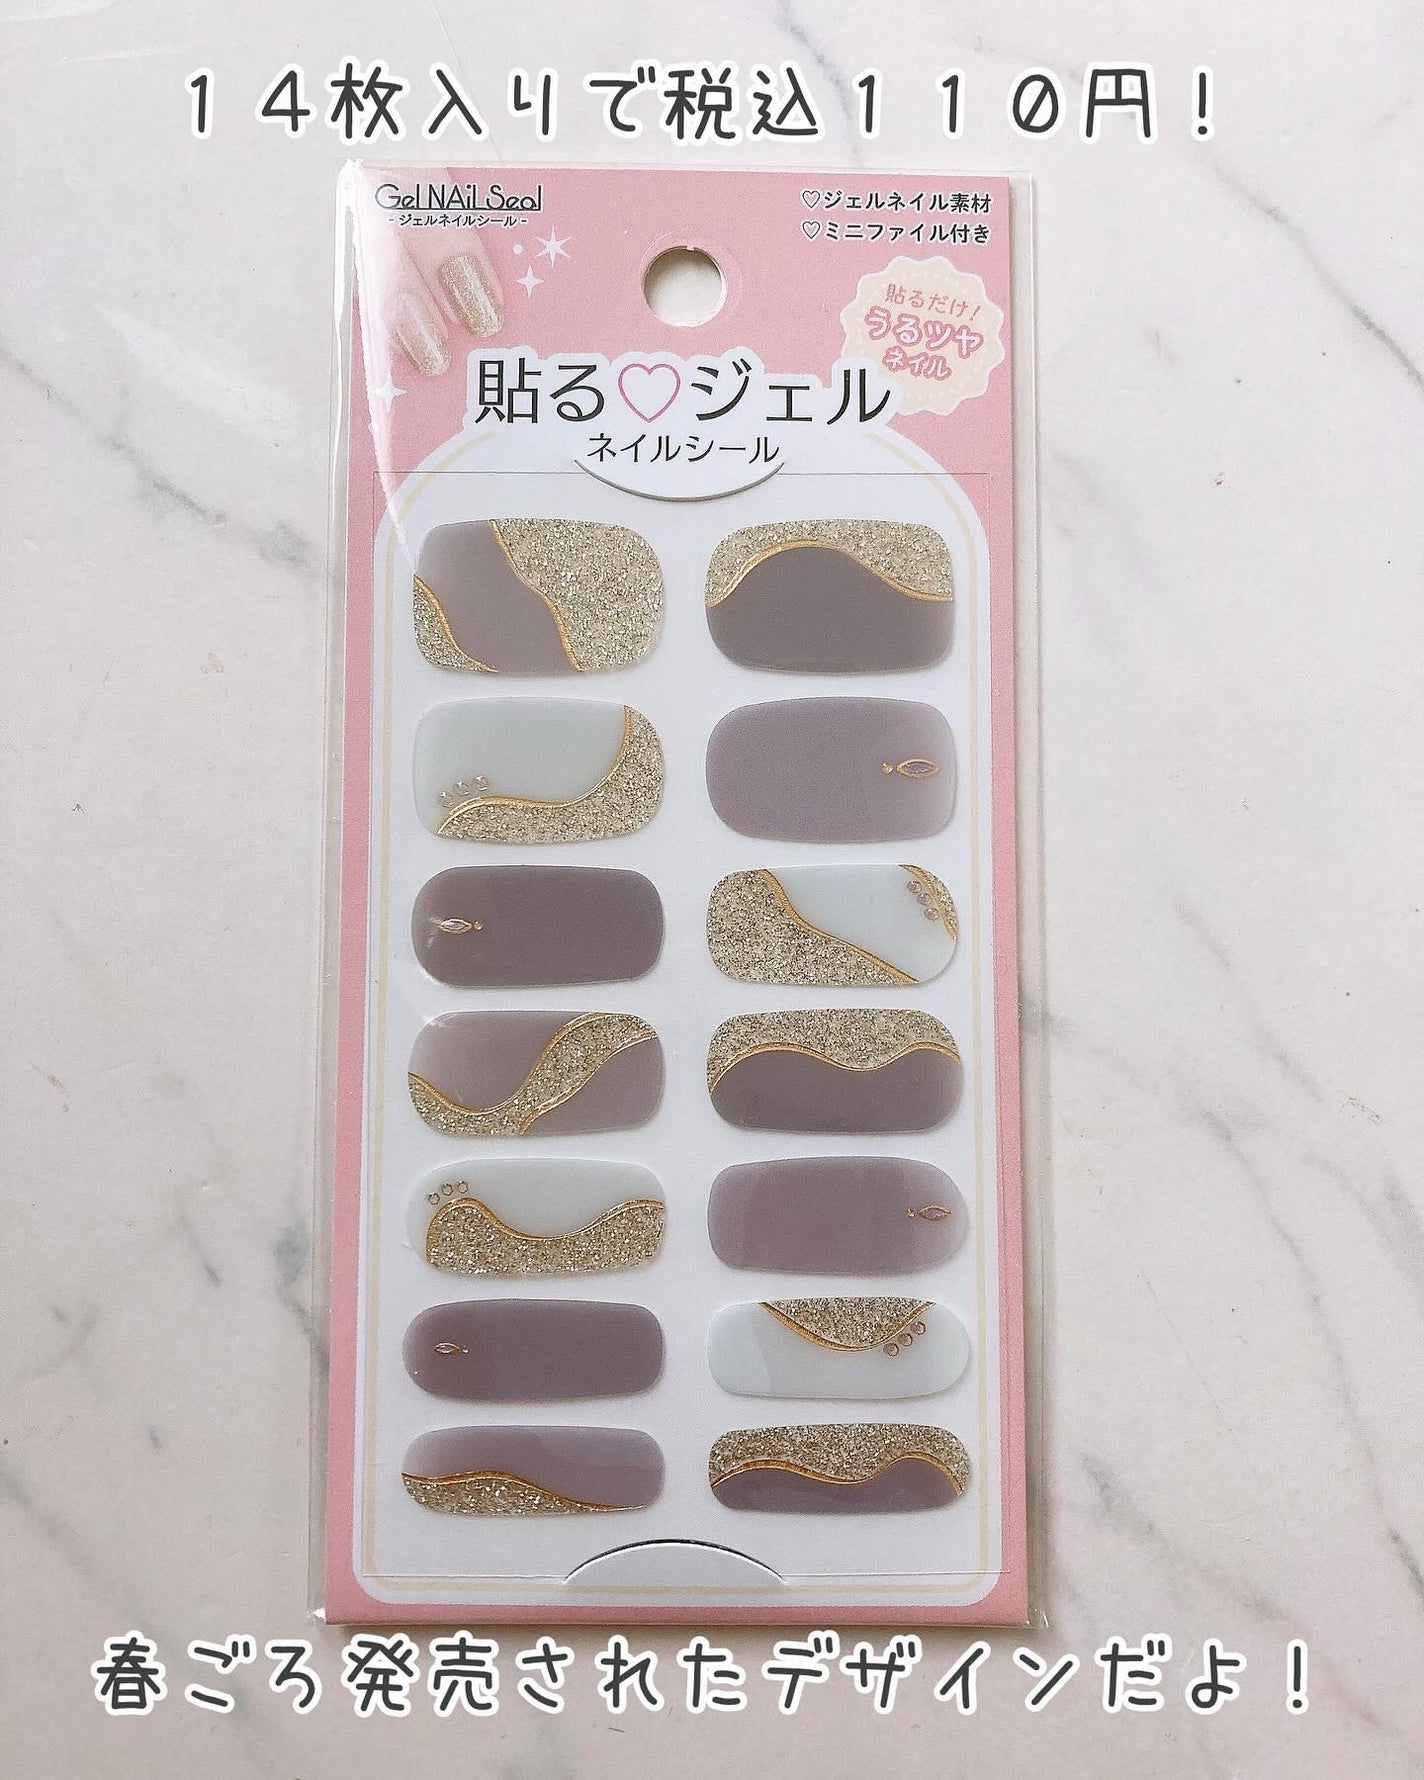 １４枚入りで税込１１０円！
Gel NAiL Seal
-ジェルネイルシール-
♡ジェルネイル素材
♡ミニファイル付き
貼るだけ！
うるツヤ
ネイル
貼る♡ジェル
ネイルシール
春ごろ発売されたデザインだよ！